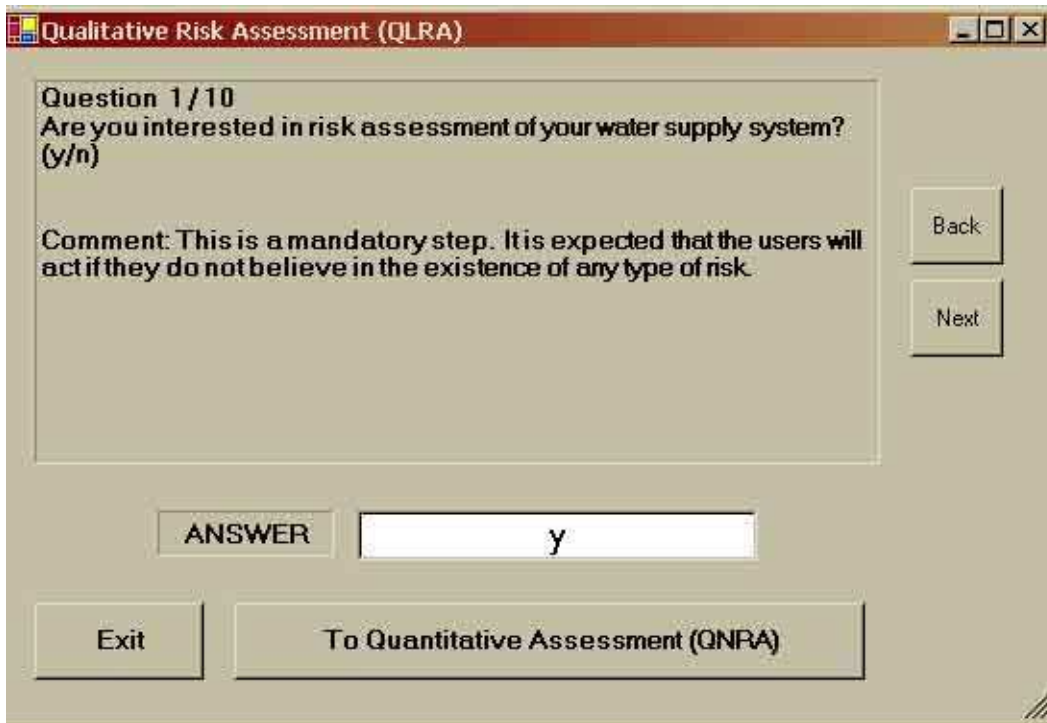 Qualitative Risk Assessment (QLRA)
Question 1/10
Are you interested in risk assessment of your water supply system?
(y/n)
Comment: This is a mandatory step. It is expected that the users will
act if they do not believe in the existence of any type of risk.
Back
Next
ANSWER
y
Exit
To Quantitative Assessment (QNRA)